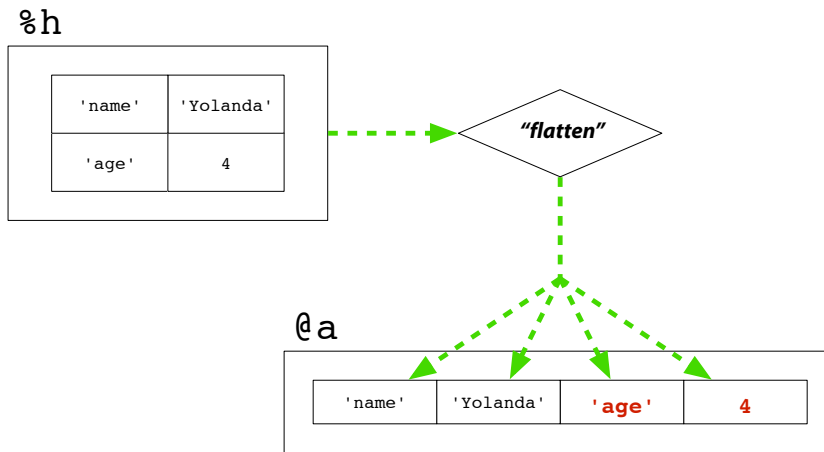 %h
'name' 'Yolanda'
'age' 4
“flatten”
@a
'name' 'Yolanda' 'age' 4